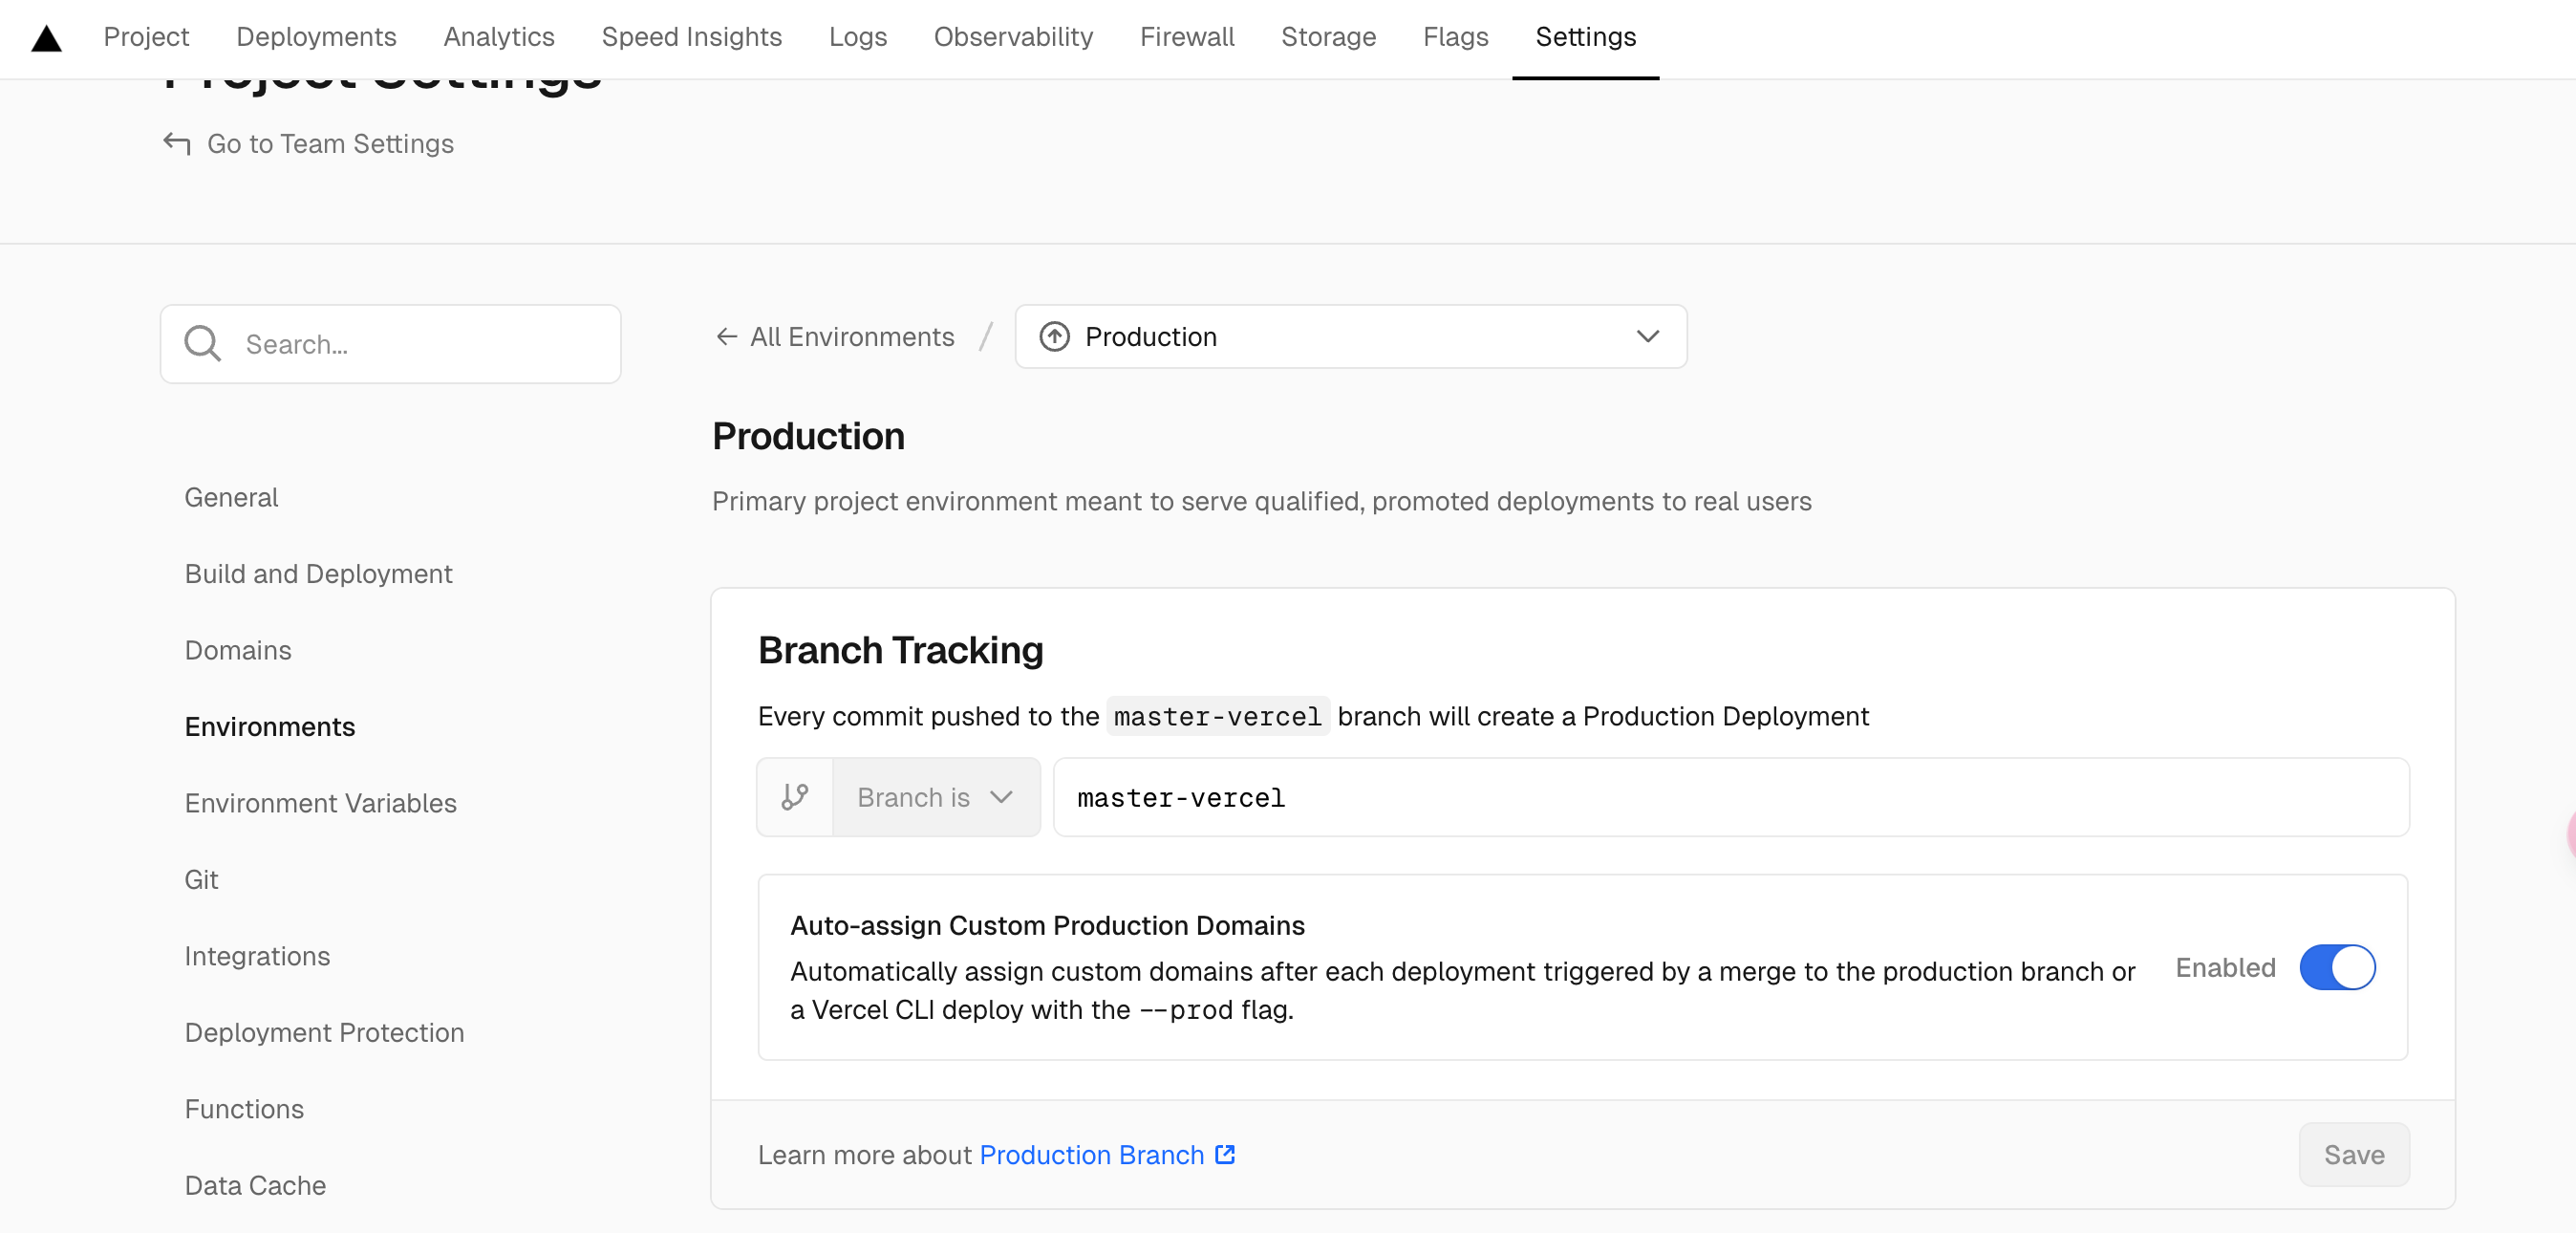 Project Deployments Analytics Speed Insights Logs Observability Firewall Storage Flags Settings
Project Settings
Go to Team Settings
Search...
All Environments / Production
General
Build and Deployment
Domains
Environments
Environment Variables
Git
Integrations
Deployment Protection
Functions
Data Cache
Production
Primary project environment meant to serve qualified, promoted deployments to real users
Branch Tracking
Every commit pushed to the master-vercel branch will create a Production Deployment
Branch is master-vercel
Auto-assign Custom Production Domains
Automatically assign custom domains after each deployment triggered by a merge to the production branch or
a Vercel CLI deploy with the --prod flag.
Enabled
Learn more about Production Branch
Save